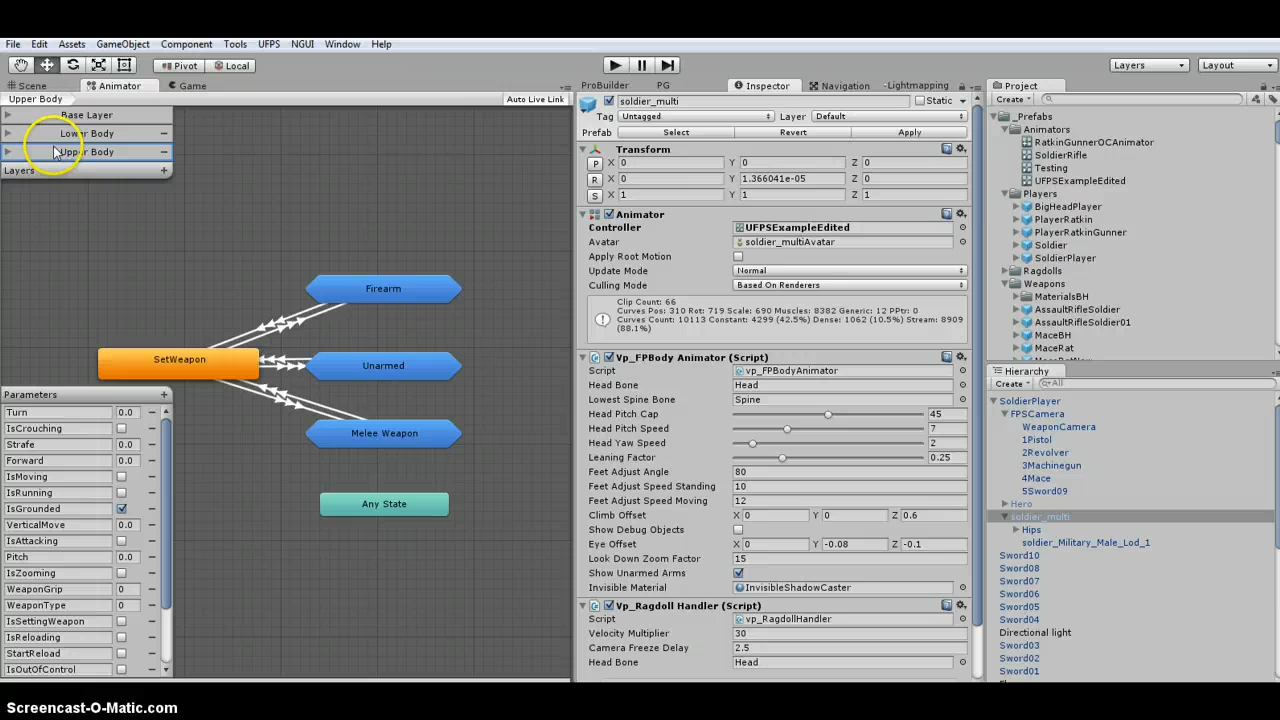 File Edit Assets GameObject Component Tools UFPS NGUI Window Help
Pivot Local Layers Layout
Scene Animator Game
Upper Body Auto Live Link
Base Layer
Lower Body
Upper Body
Layers
Firearm
SetWeapon
Unarmed
Melee Weapon
Any State
Parameters
Turn 0.0
IsCrouching
Strafe 0.0
Forward 0.0
IsMoving
IsRunning
IsGrounded
VerticalMove 0.0
IsAttacking
Pitch 0.0
IsZooming
WeaponGrip 0
WeaponType 0
IsSettingWeapon
IsReloading
StartReload
IsOutOfControl
ProBuilder PG Inspector Navigation Lightmapping
soldier_multi Static
Tag Untagged Layer Default
Prefab Select Revert Apply
Transform
P X 0 Y 0 Z 0
R X 0 Y 1.366041e-05 Z 0
S X 1 Y 1 Z 1
Animator
Controller UFPSExampleEdited
Avatar soldier_multiAvatar
Apply Root Motion
Update Mode Normal
Culling Mode Based On Renderers
Clip Count: 66
Curves Pos: 310 Rot: 719 Scale: 690 Muscles: 8382 Generic: 12 PPtr: 0
Curves Count: 10113 Constant: 4299 (42.5%) Dense: 1062 (10.5%) Stream: 8909
(88.1%)
Vp_FPBody Animator (Script)
Script vp_FPBodyAnimator
Head Bone Head
Lowest Spine Bone Spine
Head Pitch Cap 45
Head Pitch Speed 7
Head Yaw Speed 2
Leaning Factor 0.25
Feet Adjust Angle 80
Feet Adjust Speed Standing 10
Feet Adjust Speed Moving 12
Climb Offset X 0 Y 0 Z 0.6
Show Debug Objects
Eye Offset X 0 Y -0.08 Z -0.1
Look Down Zoom Factor 15
Show Unarmed Arms
Invisible Material InvisibleShadowCaster
Vp_Ragdoll Handler (Script)
Script vp_RagdollHandler
Velocity Multiplier 30
Camera Freeze Delay 2.5
Head Bone Head
Project
Create
_Prefabs
Animators
RatkinGunnerOCAnimator
SoldierRifle
Testing
UFPSExampleEdited
Players
BigHeadPlayer
PlayerRatkin
PlayerRatkinGunner
Soldier
SoldierPlayer
Ragdolls
Weapons
MaterialsBH
AssaultRifleSoldier
AssaultRifleSoldier01
MaceBH
MaceRat
Hierarchy
Create All
SoldierPlayer
FPSCamera
WeaponCamera
1Pistol
2Revolver
3Machinegun
4Mace
5Sword09
Hero
soldier_multi
Hips
soldier_Military_Male_Lod_1
Sword10
Sword08
Sword07
Sword06
Sword05
Sword04
Directional light
Sword03
Sword02
Sword01
Screencast-O-Matic.com